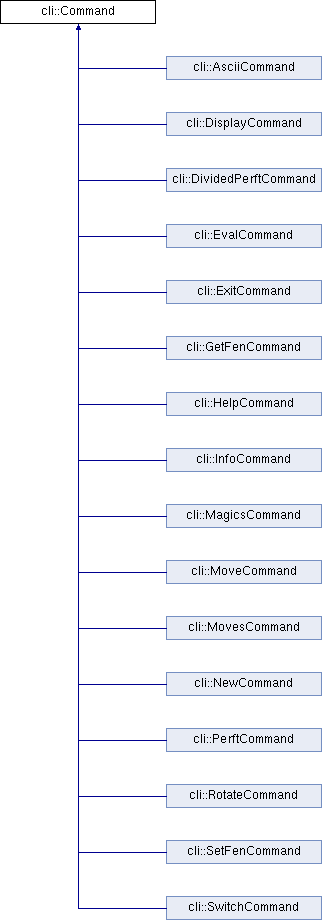 cli::Command
cli::AsciiCommand
cli::DisplayCommand
cli::DividedPerftCommand
cli::EvalCommand
cli::ExitCommand
cli::GetFenCommand
cli::HelpCommand
cli::InfoCommand
cli::MagicsCommand
cli::MoveCommand
cli::MovesCommand
cli::NewCommand
cli::PerftCommand
cli::RotateCommand
cli::SetFenCommand
cli::SwitchCommand